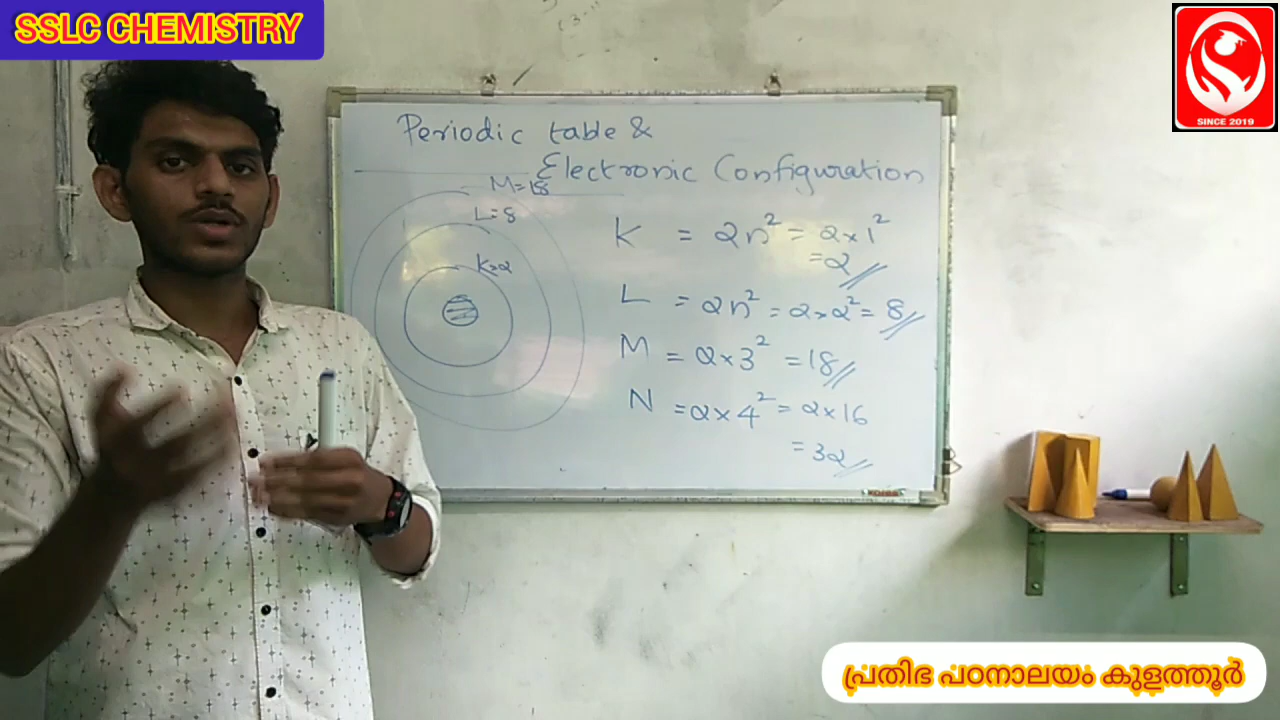 SSLC CHEMISTRY
SINCE 2019
Periodic table &
Electronic Configuration
M=18
L=8
K=2
K = 2n² = 2×1²
=2
L = 2n² = 2×2² = 8
M = 2×3² = 18
N = 2×4² = 2×16
= 32
KOBBI
പ്രതിഭ പഠനാലയം കുളത്തൂർ